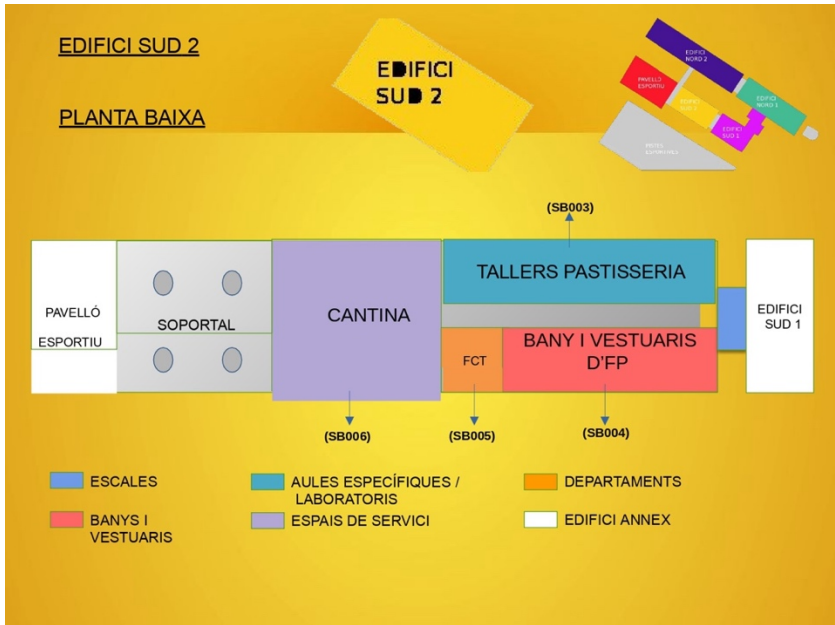 EDIFICI SUD 2
PLANTA BAIXA
EDIFICI
SUD 2
EDIFICI
NORD 2
PAVELLÓ
ESPORTIU
EDIFICI
SUD 2
EDIFICI
NORD 1
EDIFICI
SUD 1
PISTES
ESPORTIVES
(SB003)
TALLERS PASTISSERIA
PAVELLÓ
ESPORTIU
SOPORTAL
CANTINA
FCT
BANY I VESTUARIS
D'FP
EDIFICI
SUD 1
(SB006)
(SB005)
(SB004)
ESCALES
AULES ESPECÍFIQUES /
LABORATORIS
DEPARTAMENTS
BANYS I
VESTUARIS
ESPAIS DE SERVICI
EDIFICI ANNEX